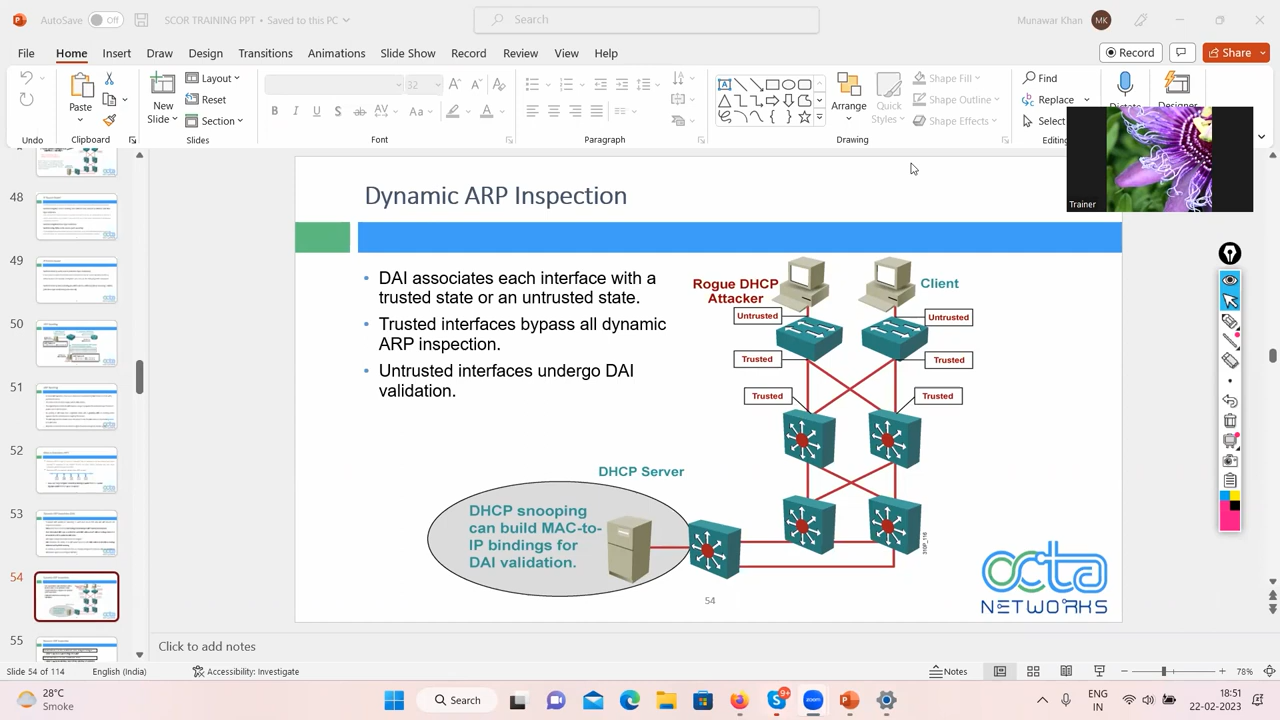 AutoSave Off SCOR TRAINING PPT • Saved to this PC Search Munawar Khan MK
File Home Insert Draw Design Transitions Animations Slide Show Record Review View Help Record Share
Paste New Slide Layout Reset Section 32 Arrange Quick Styles Shape Fill Shape Outline Shape Effects Find Replace Select
B I U S ab AV Aa A
Undo Clipboard Slides Font Paragraph Drawing Editing Designer
Trainer
48
49
51
52
53
54
55
Dynamic ARP Inspection
• DAI associates each interface with a
trusted state or an untrusted state.
• Trusted interfaces bypass all dynamic
ARP inspection.
• Untrusted interfaces undergo DAI
validation.
Rogue DHCP
Attacker
Client
Untrusted
Untrusted
Trusted
Trusted
Trusted
Trusted
DHCP Server
DHCP snooping
can build MAC-to-
IP bindings for
DAI validation.
54
octa
NETWORKS
Click to add notes
Slide 54 of 114 English (India) Accessibility: Investigate Notes 78%
28°C
Smoke
Search
9+
ENG
IN
18:51
22-02-2023